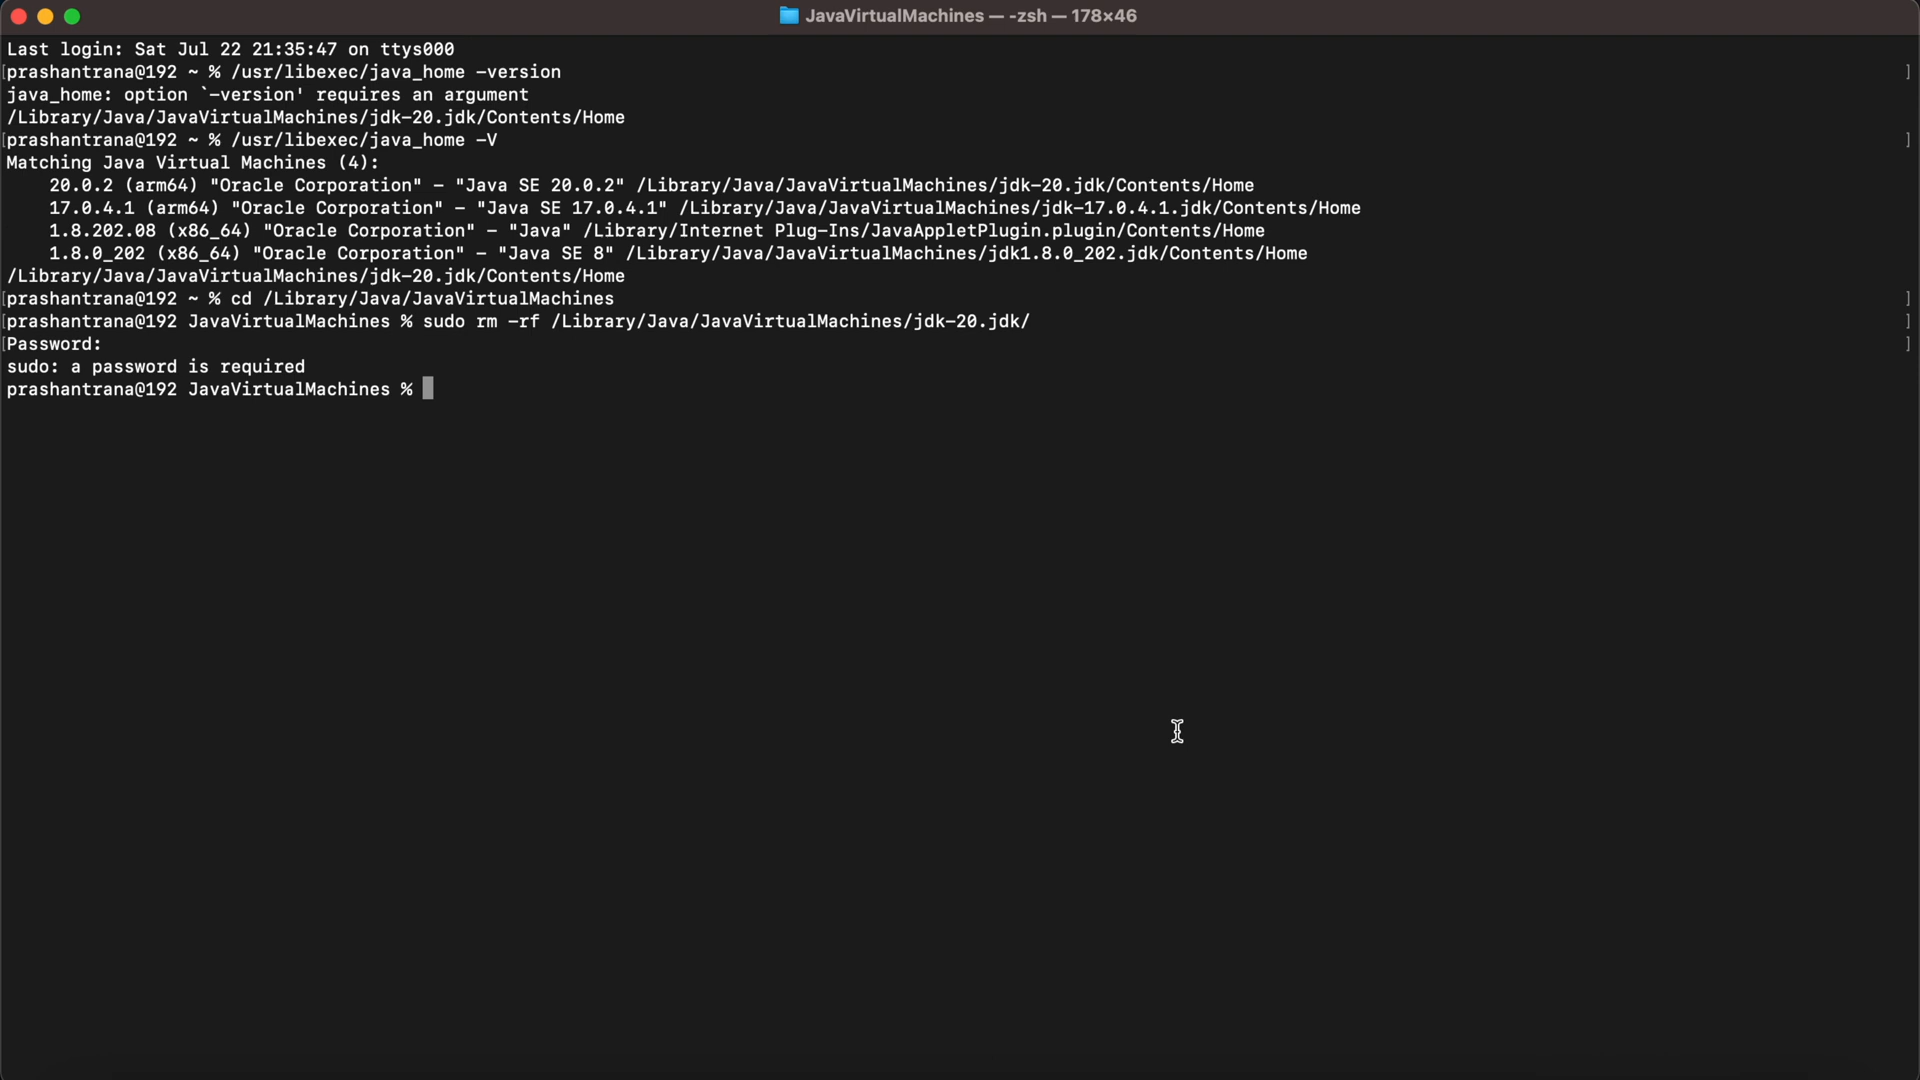 JavaVirtualMachines — -zsh — 178×46
Last login: Sat Jul 22 21:35:47 on ttys000
[prashantrana@192 ~ % /usr/libexec/java_home -version ]
java_home: option `-version' requires an argument
/Library/Java/JavaVirtualMachines/jdk-20.jdk/Contents/Home
[prashantrana@192 ~ % /usr/libexec/java_home -V ]
Matching Java Virtual Machines (4):
    20.0.2 (arm64) "Oracle Corporation" - "Java SE 20.0.2" /Library/Java/JavaVirtualMachines/jdk-20.jdk/Contents/Home
    17.0.4.1 (arm64) "Oracle Corporation" - "Java SE 17.0.4.1" /Library/Java/JavaVirtualMachines/jdk-17.0.4.1.jdk/Contents/Home
    1.8.202.08 (x86_64) "Oracle Corporation" - "Java" /Library/Internet Plug-Ins/JavaAppletPlugin.plugin/Contents/Home
    1.8.0_202 (x86_64) "Oracle Corporation" - "Java SE 8" /Library/Java/JavaVirtualMachines/jdk1.8.0_202.jdk/Contents/Home
/Library/Java/JavaVirtualMachines/jdk-20.jdk/Contents/Home
[prashantrana@192 ~ % cd /Library/Java/JavaVirtualMachines ]
[prashantrana@192 JavaVirtualMachines % sudo rm -rf /Library/Java/JavaVirtualMachines/jdk-20.jdk/ ]
[Password: ]
sudo: a password is required
prashantrana@192 JavaVirtualMachines %